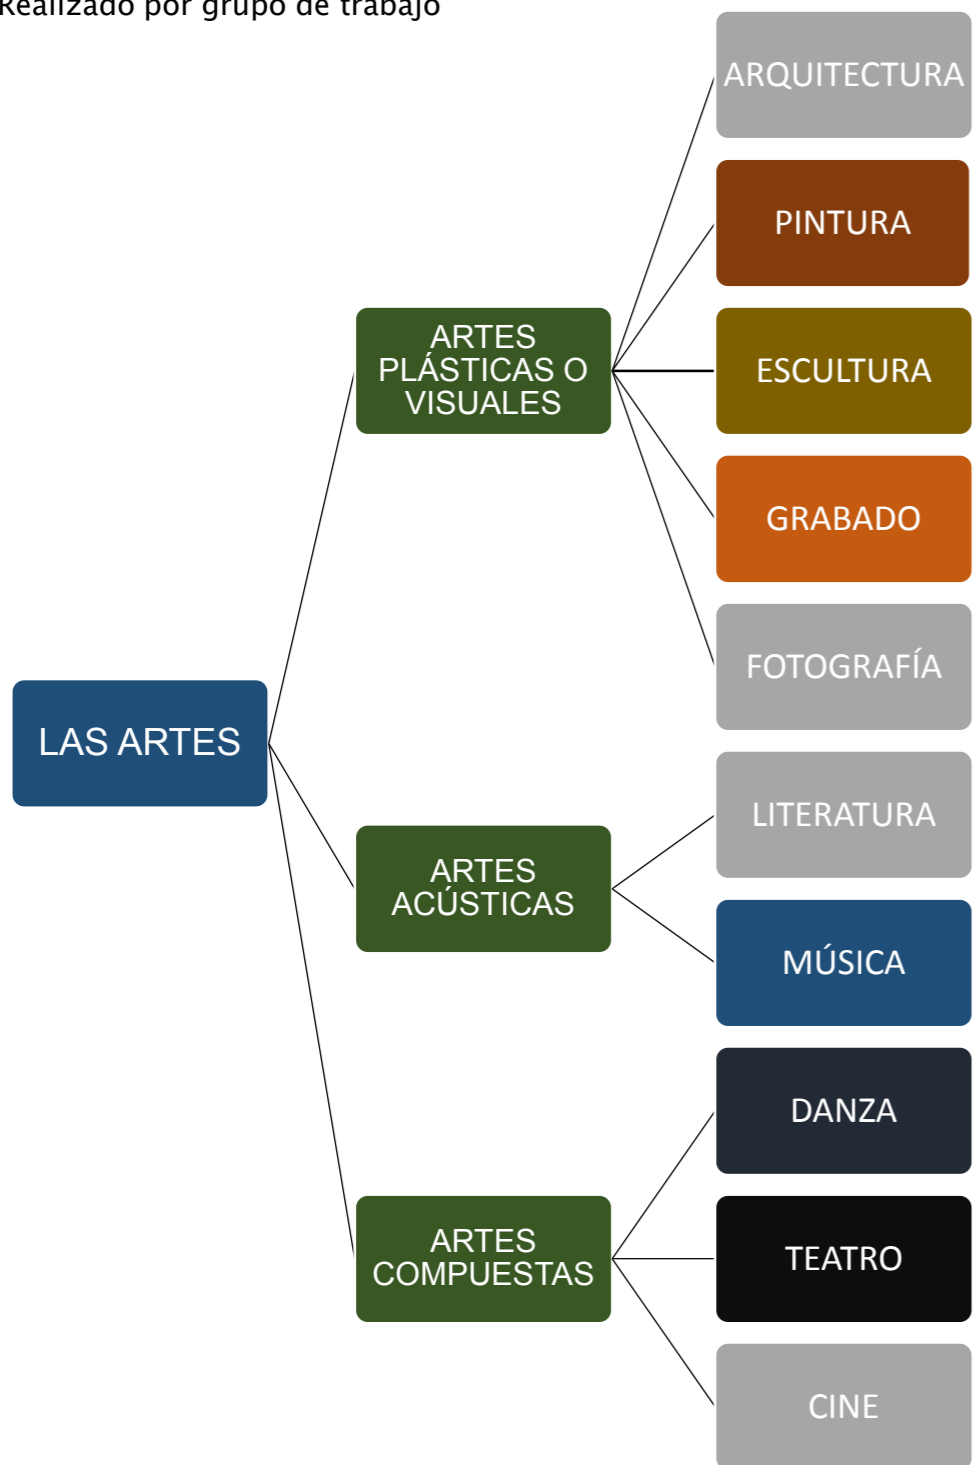 Realizado por grupo de trabajo
ARQUITECTURA
PINTURA
ARTES
PLÁSTICAS O
VISUALES
ESCULTURA
GRABADO
FOTOGRAFÍA
LAS ARTES
LITERATURA
ARTES
ACÚSTICAS
MÚSICA
DANZA
ARTES
COMPUESTAS
TEATRO
CINE